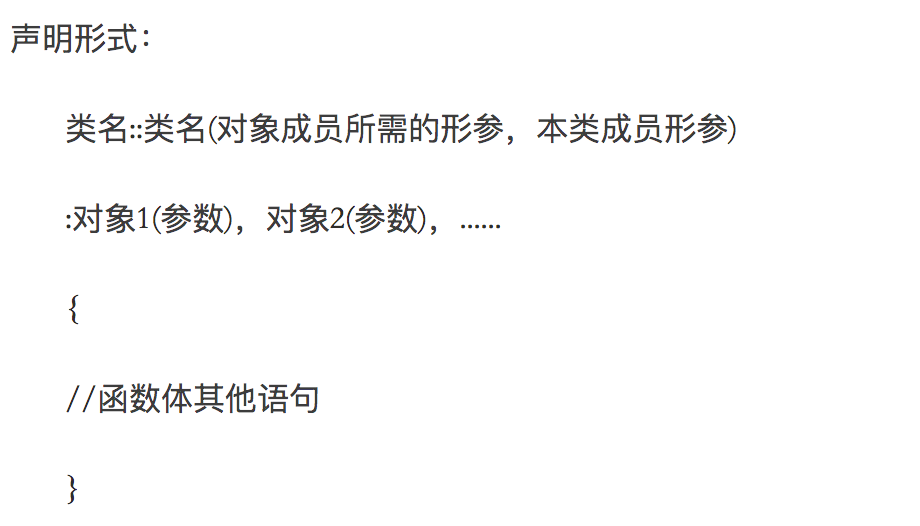 声明形式：
类名::类名(对象成员所需的形参，本类成员形参)
:对象1(参数)，对象2(参数)，......
{
//函数体其他语句
}